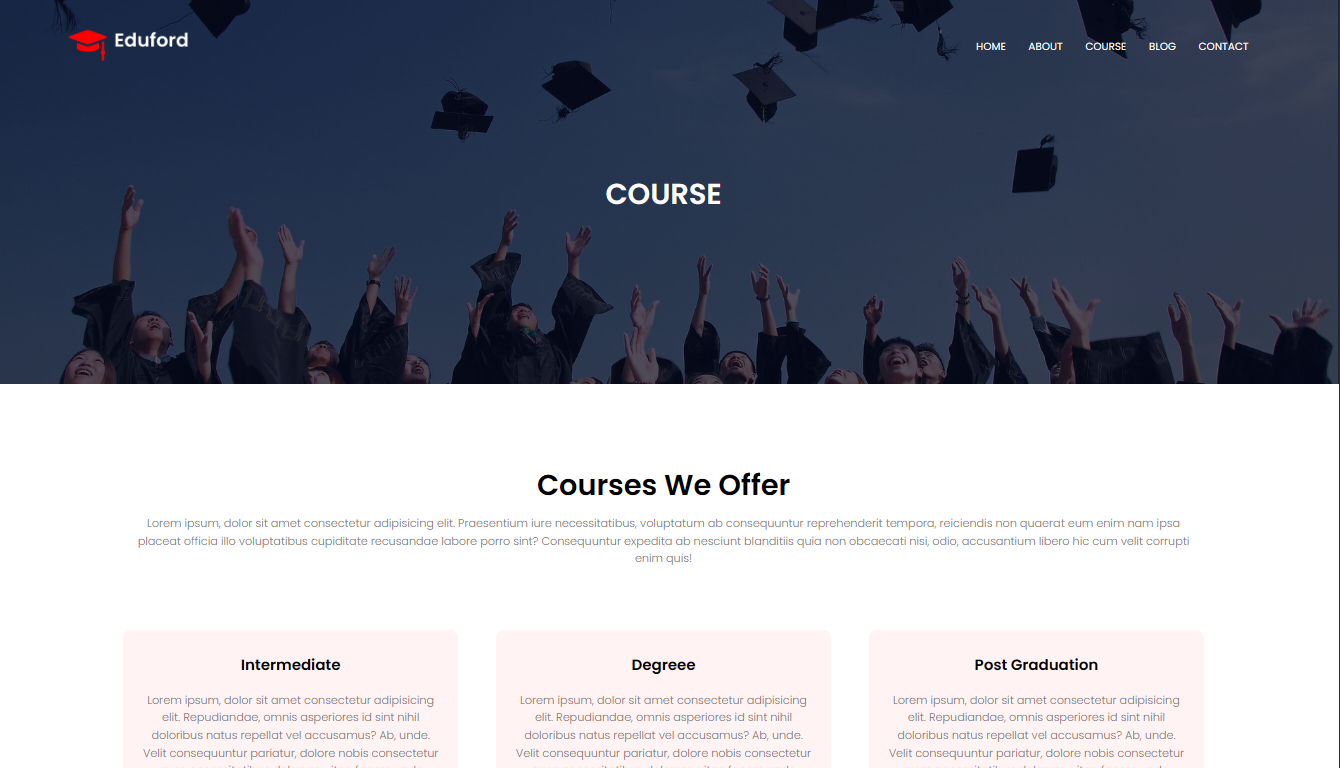 Eduford
HOME ABOUT COURSE BLOG CONTACT
COURSE
Courses We Offer
Lorem ipsum, dolor sit amet consectetur adipisicing elit. Praesentium iure necessitatibus, voluptatum ab consequuntur reprehenderit tempora, reiciendis non quaerat eum enim nam ipsa
placeat officia illo voluptatibus cupiditate recusandae labore porro sint? Consequuntur expedita ab nesciunt blanditiis quia non obcaecati nisi, odio, accusantium libero hic cum velit corrupti
enim quis!
Intermediate
Lorem ipsum, dolor sit amet consectetur adipisicing
elit. Repudiandae, omnis asperiores id sint nihil
doloribus natus repellat vel accusamus? Ab, unde.
Velit consequuntur pariatur, dolore nobis consectetur
Degreee
Lorem ipsum, dolor sit amet consectetur adipisicing
elit. Repudiandae, omnis asperiores id sint nihil
doloribus natus repellat vel accusamus? Ab, unde.
Velit consequuntur pariatur, dolore nobis consectetur
Post Graduation
Lorem ipsum, dolor sit amet consectetur adipisicing
elit. Repudiandae, omnis asperiores id sint nihil
doloribus natus repellat vel accusamus? Ab, unde.
Velit consequuntur pariatur, dolore nobis consectetur